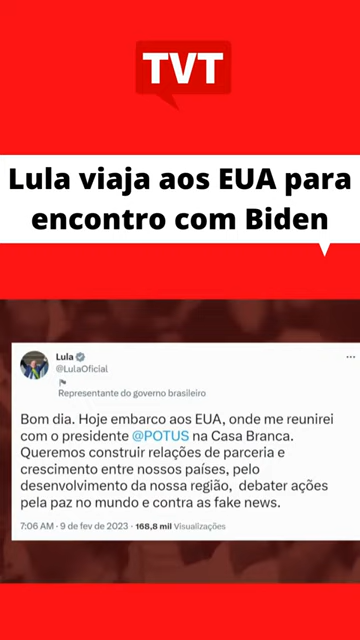 TVT
Lula viaja aos EUA para
encontro com Biden
Lula
@LulaOficial
Representante do governo brasileiro
Bom dia. Hoje embarco aos EUA, onde me reunirei
com o presidente @POTUS na Casa Branca.
Queremos construir relações de parceria e
crescimento entre nossos países, pelo
desenvolvimento da nossa região, debater ações
pela paz no mundo e contra as fake news.
7:06 AM · 9 de fev de 2023 · 168,8 mil Visualizações